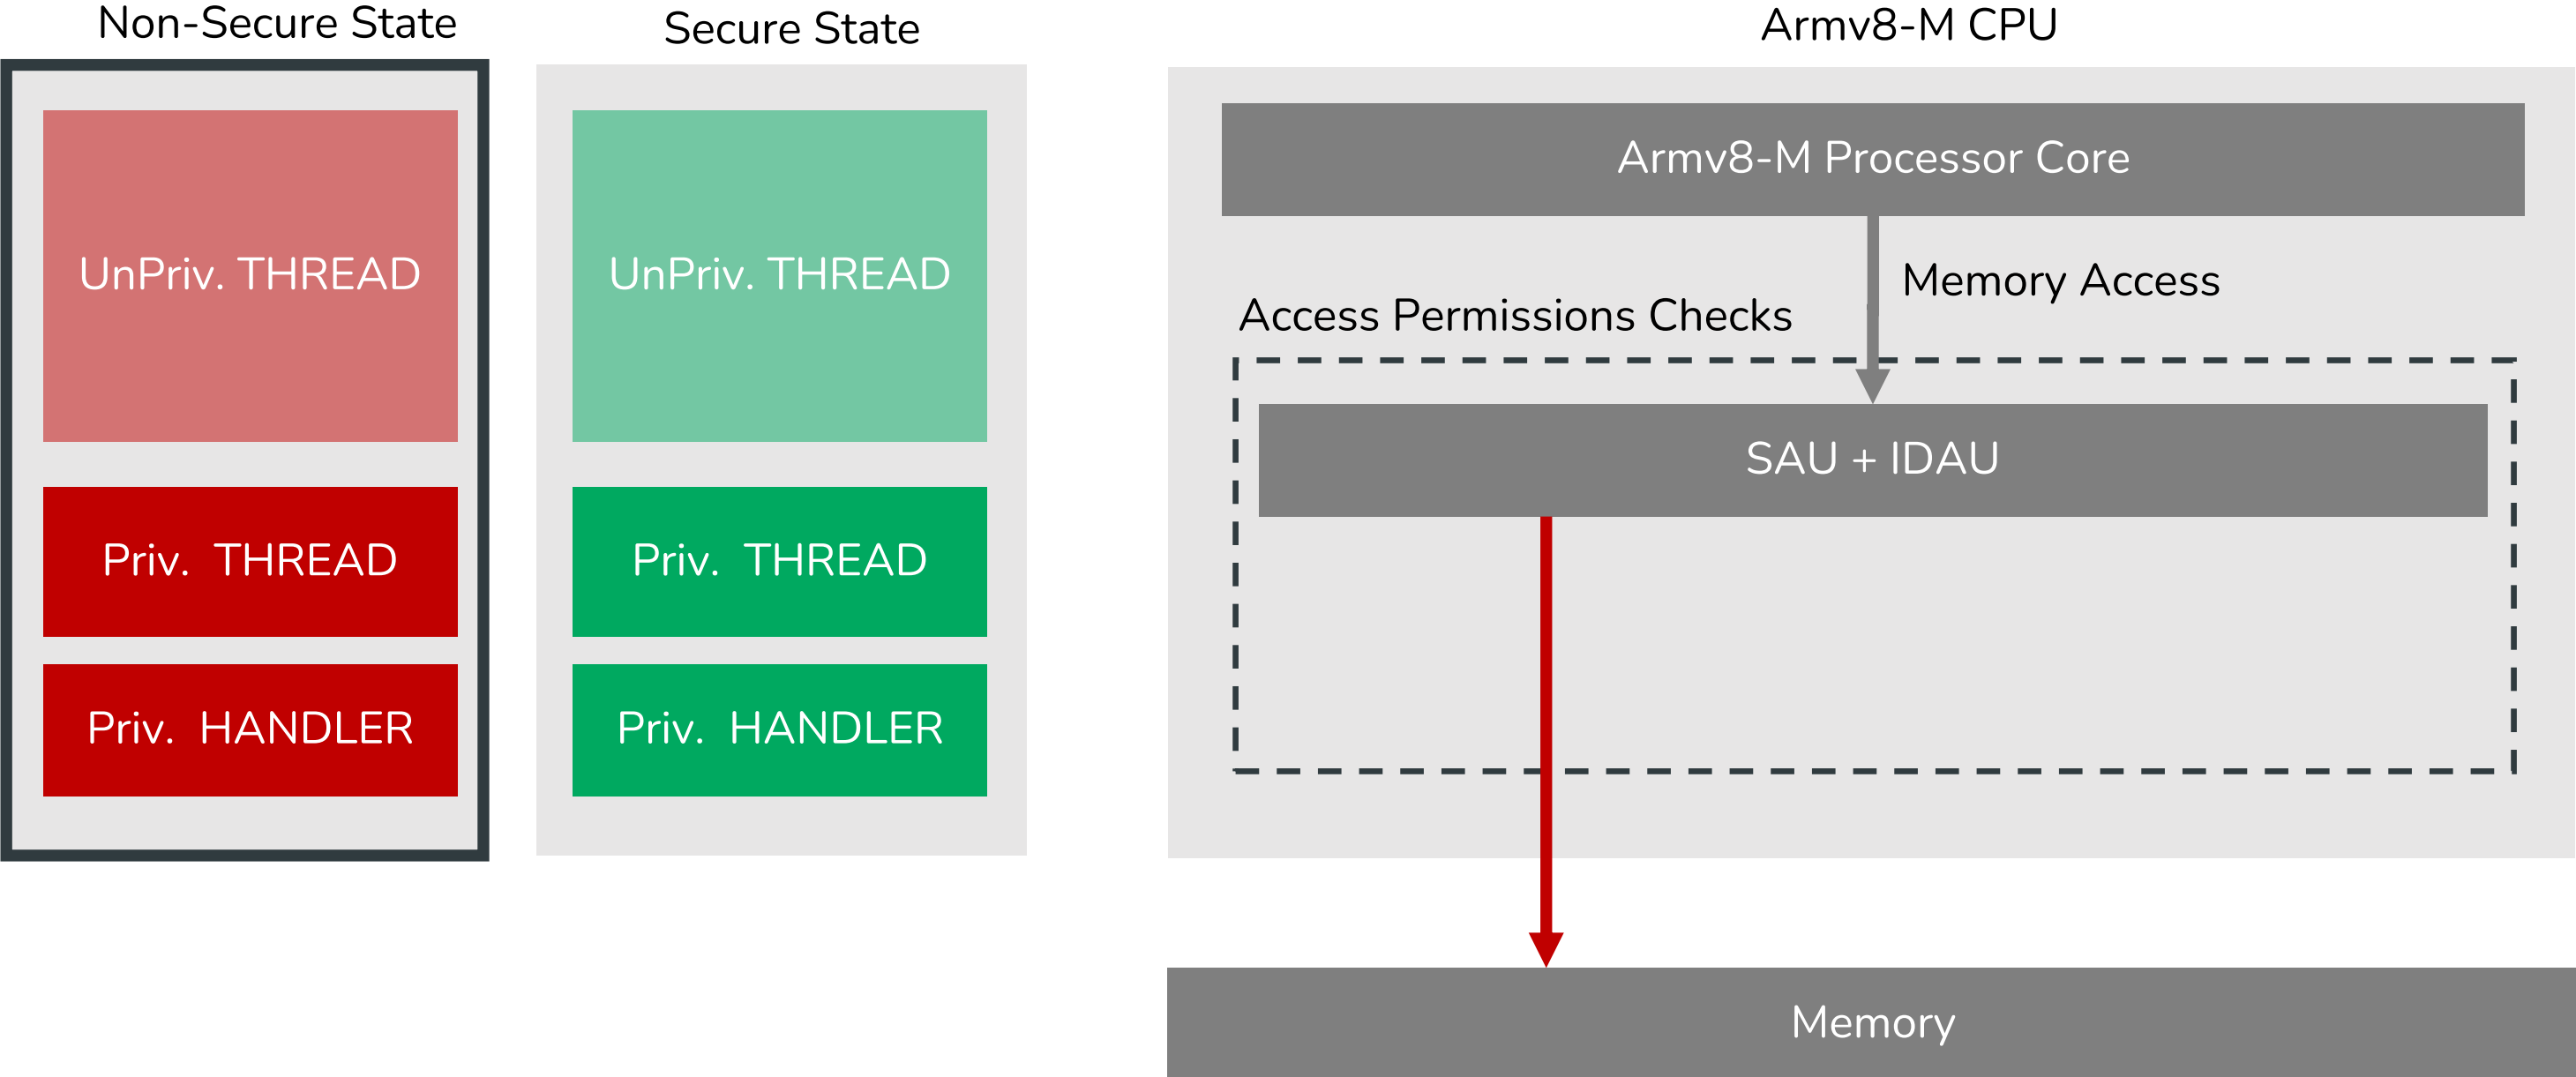 Non-Secure State
UnPriv. THREAD
Priv. THREAD
Priv. HANDLER
Secure State
UnPriv. THREAD
Priv. THREAD
Priv. HANDLER
Armv8-M CPU
Armv8-M Processor Core
Memory Access
Access Permissions Checks
SAU + IDAU
Memory